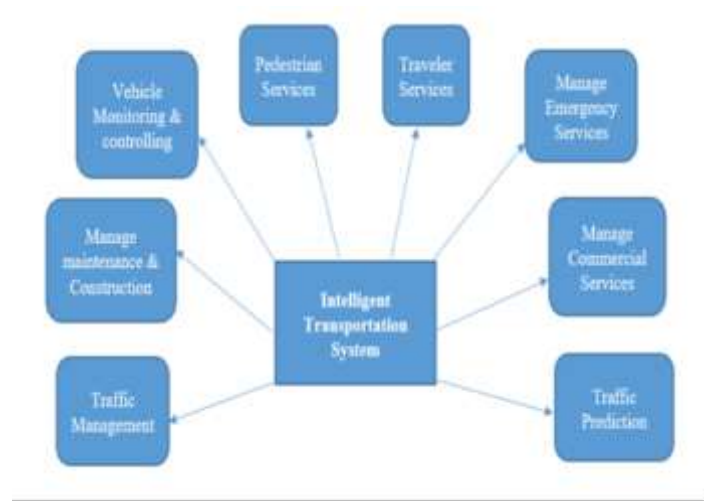 Pedestrian
Services
Traveler
Services
Vehicle
Monitoring &
controlling
Manage
Emergency
Services
Manage
maintenance &
Construction
Manage
Commercial
Services
Intelligent
Transportation
System
Traffic
Management
Traffic
Prediction